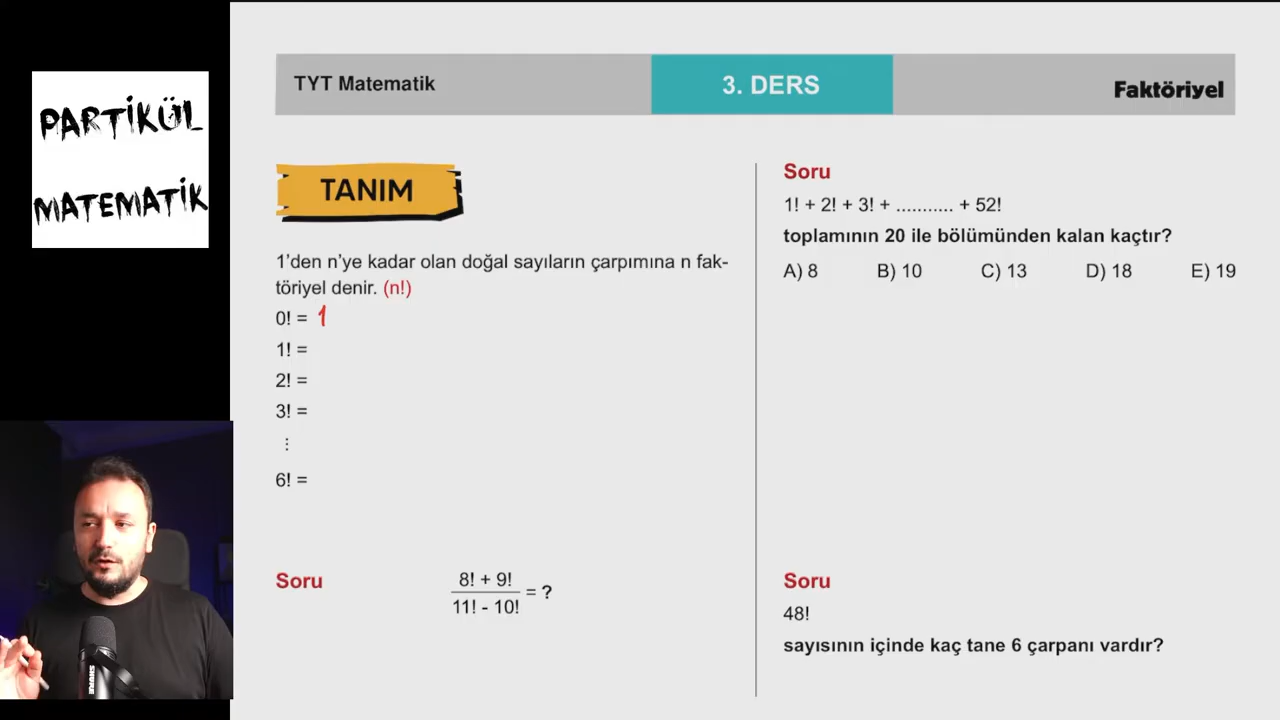 PARTİKÜL
MATEMATİK
TYT Matematik
3. DERS
Faktöriyel
TANIM
1’den n’ye kadar olan doğal sayıların çarpımına n fak-
töriyel denir. (n!)
0! = 1
1! =
2! =
3! =
⋮
6! =
Soru
8! + 9!
11! - 10!
= ?
Soru
1! + 2! + 3! + ........... + 52!
toplamının 20 ile bölümünden kalan kaçtır?
A) 8 B) 10 C) 13 D) 18 E) 19
Soru
48!
sayısının içinde kaç tane 6 çarpanı vardır?
SHURE